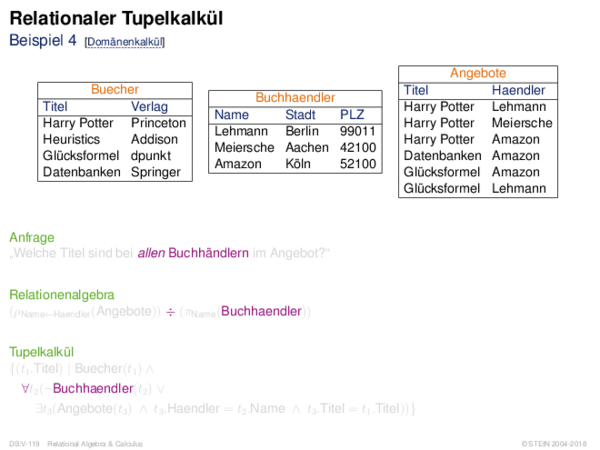 Relationaler Tupelkalkül
Beispiel 4 [Domänenkalkül]
Buecher
Titel Verlag
Harry Potter Princeton
Heuristics Addison
Glücksformel dpunkt
Datenbanken Springer
Buchhaendler
Name Stadt PLZ
Lehmann Berlin 99011
Meiersche Aachen 42100
Amazon Köln 52100
Angebote
Titel Haendler
Harry Potter Lehmann
Harry Potter Meiersche
Harry Potter Amazon
Datenbanken Amazon
Glücksformel Amazon
Glücksformel Lehmann
Anfrage
„Welche Titel sind bei allen Buchhändlern im Angebot?“
Relationenalgebra
(ρName←Haendler(Angebote)) ÷ (πName(Buchhaendler))
Tupelkalkül
{(t₁.Titel) | Buecher(t₁) ∧
∀t₂(¬Buchhaendler(t₂) ∨
∃t₃(Angebote(t₃) ∧ t₃.Haendler = t₂.Name ∧ t₃.Titel = t₁.Titel))}
DB:V-119 Relational Algebra & Calculus ©STEIN 2004-2018